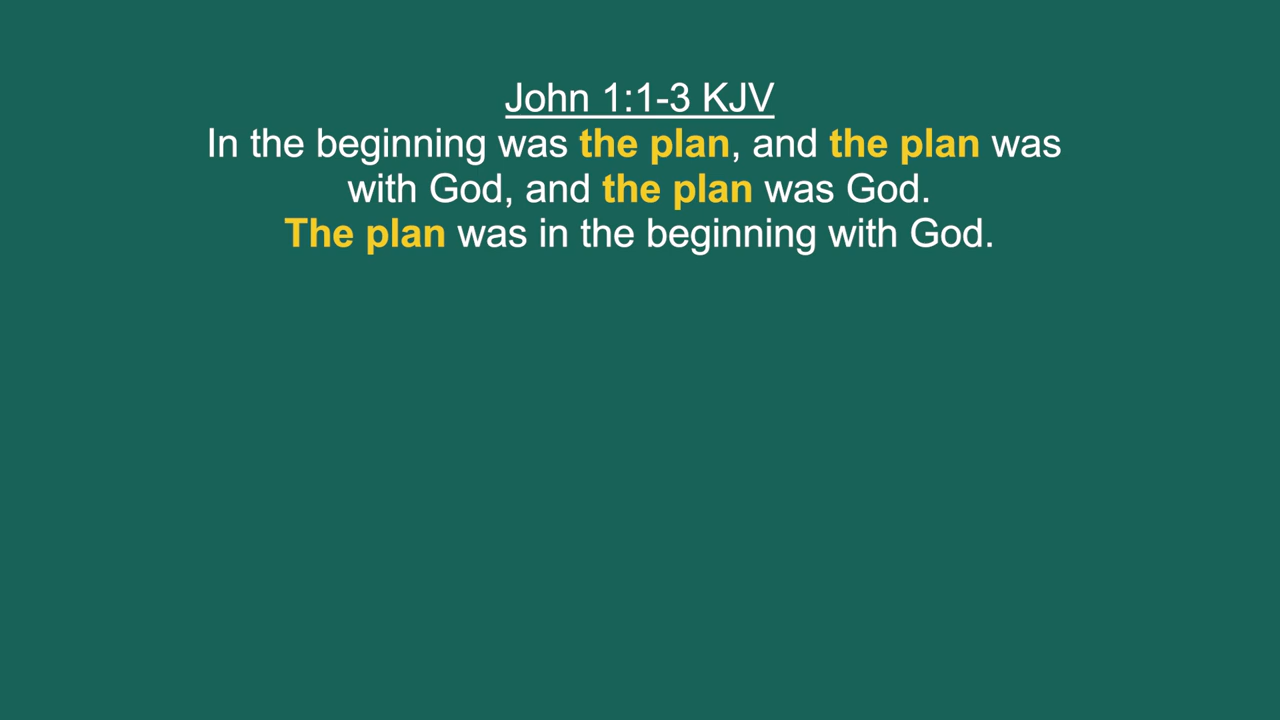 John 1:1-3 KJV
In the beginning was the plan, and the plan was
with God, and the plan was God.
The plan was in the beginning with God.